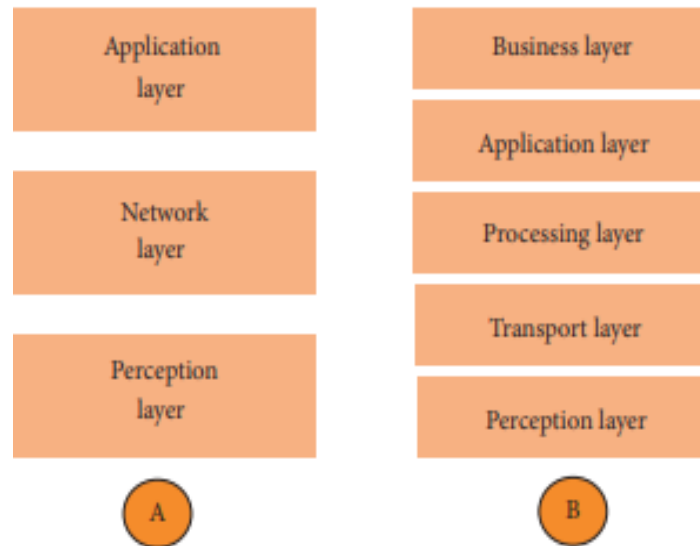 Application
layer
Network
layer
Perception
layer
A
Business layer
Application layer
Processing layer
Transport layer
Perception layer
B